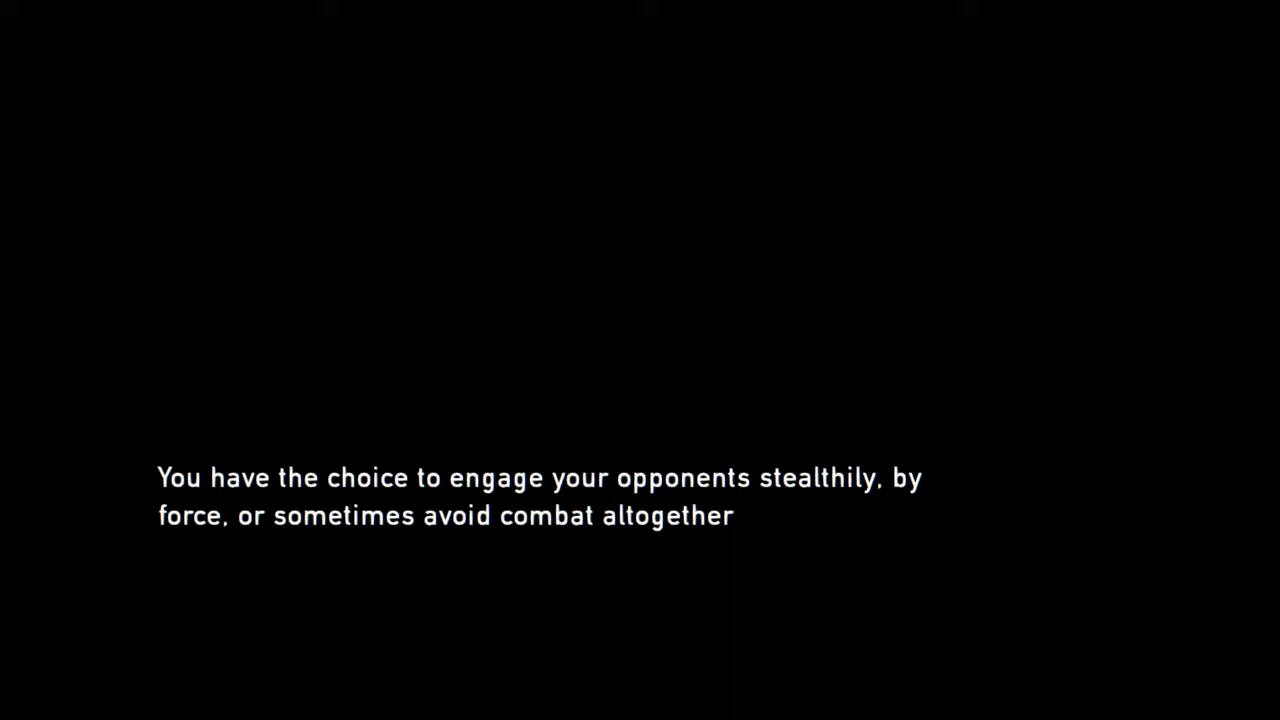 You have the choice to engage your opponents stealthily, by
force, or sometimes avoid combat altogether